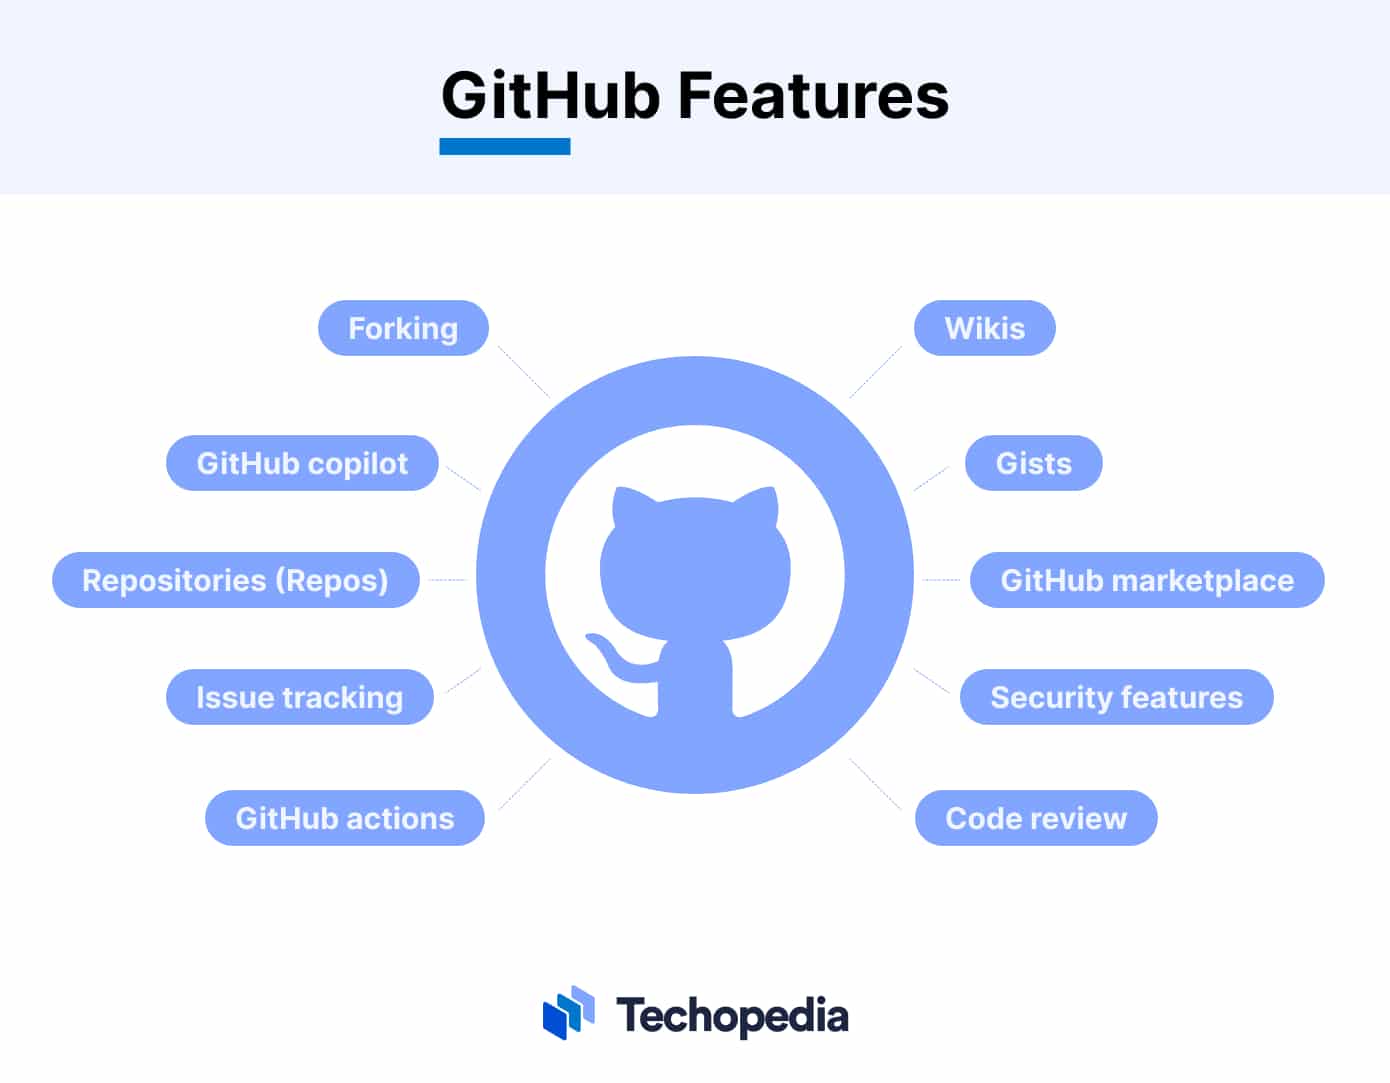 GitHub Features
Forking
Wikis
GitHub copilot
Gists
Repositories (Repos)
GitHub marketplace
Issue tracking
Security features
GitHub actions
Code review
Techopedia